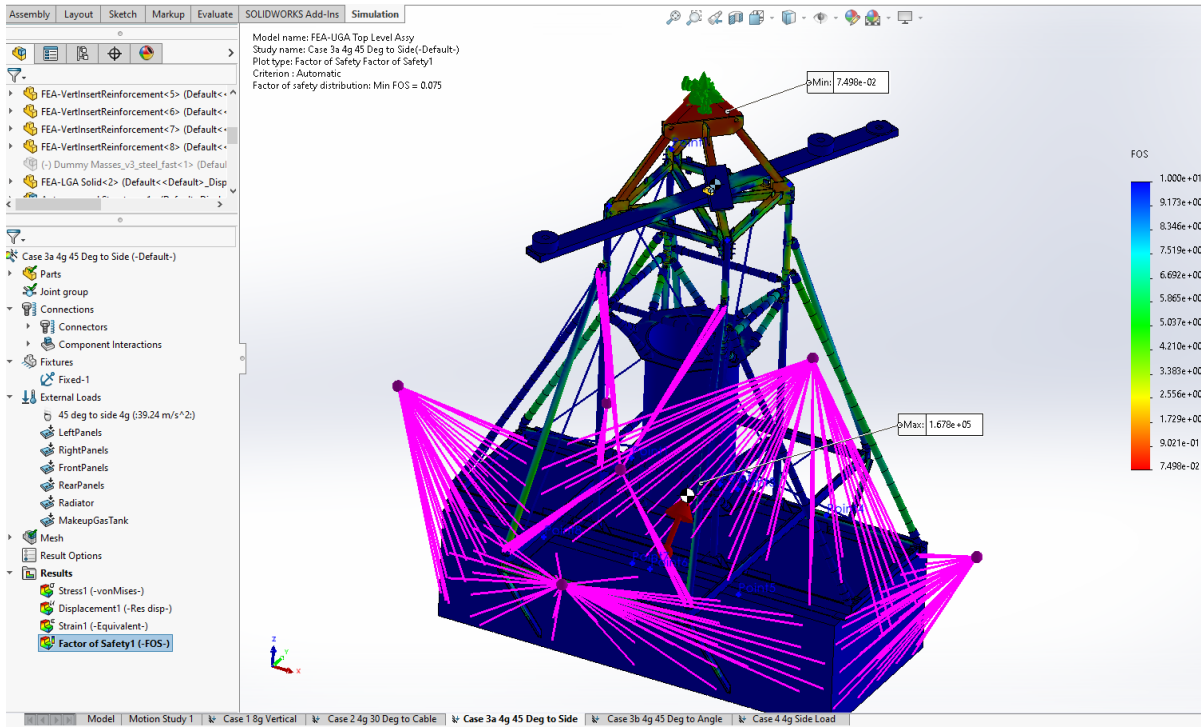 Assembly Layout Sketch Markup Evaluate SOLIDWORKS Add-Ins Simulation
Model name: FEA-UGA Top Level Assy
Study name: Case 3a 4g 45 Deg to Side(-Default-)
Plot type: Factor of Safety Factor of Safety1
Criterion : Automatic
Factor of safety distribution: Min FOS = 0.075
FEA-VertInsertReinforcement<5> (Default<
FEA-VertInsertReinforcement<6> (Default<
FEA-VertInsertReinforcement<7> (Default<
FEA-VertInsertReinforcement<8> (Default<
(-) Dummy Masses_v3_steel_fast<1> (Defaul
FEA-LGA Solid<2> (Default<<Default>_Disp
Case 3a 4g 45 Deg to Side (-Default-)
Parts
Joint group
Connections
Connectors
Component Interactions
Fixtures
Fixed-1
External Loads
45 deg to side 4g (:39.24 m/s^2:)
LeftPanels
RightPanels
FrontPanels
RearPanels
Radiator
MakeupGasTank
Mesh
Result Options
Results
Stress1 (-vonMises-)
Displacement1 (-Res disp-)
Strain1 (-Equivalent-)
Factor of Safety1 (-FOS-)
Min: 7.498e-02
Max: 1.678e+05
FOS
1.000e+01
9.173e+00
8.346e+00
7.519e+00
6.692e+00
5.865e+00
5.037e+00
4.210e+00
3.383e+00
2.556e+00
1.729e+00
9.021e-01
7.498e-02
z
Y
x
Model Motion Study 1 Case 1 8g Vertical Case 2 4g 30 Deg to Cable Case 3a 4g 45 Deg to Side Case 3b 4g 45 Deg to Angle Case 4 4g Side Load